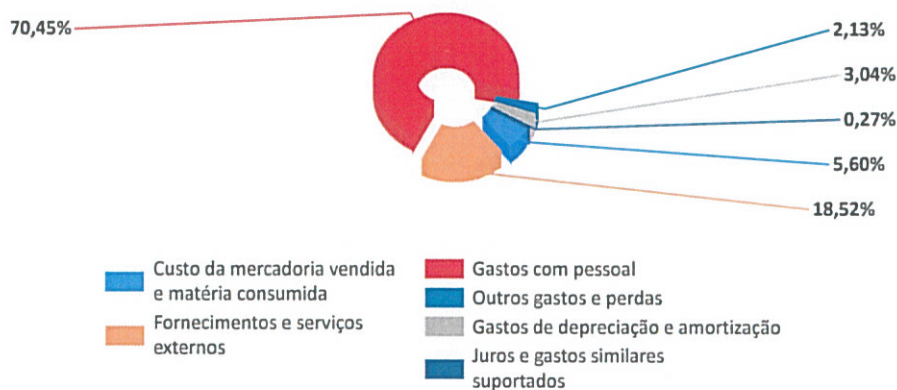 70,45%
2,13%
3,04%
0,27%
5,60%
18,52%
Custo da mercadoria vendida
e matéria consumida
Fornecimentos e serviços
externos
Gastos com pessoal
Outros gastos e perdas
Gastos de depreciação e amortização
Juros e gastos similares
suportados